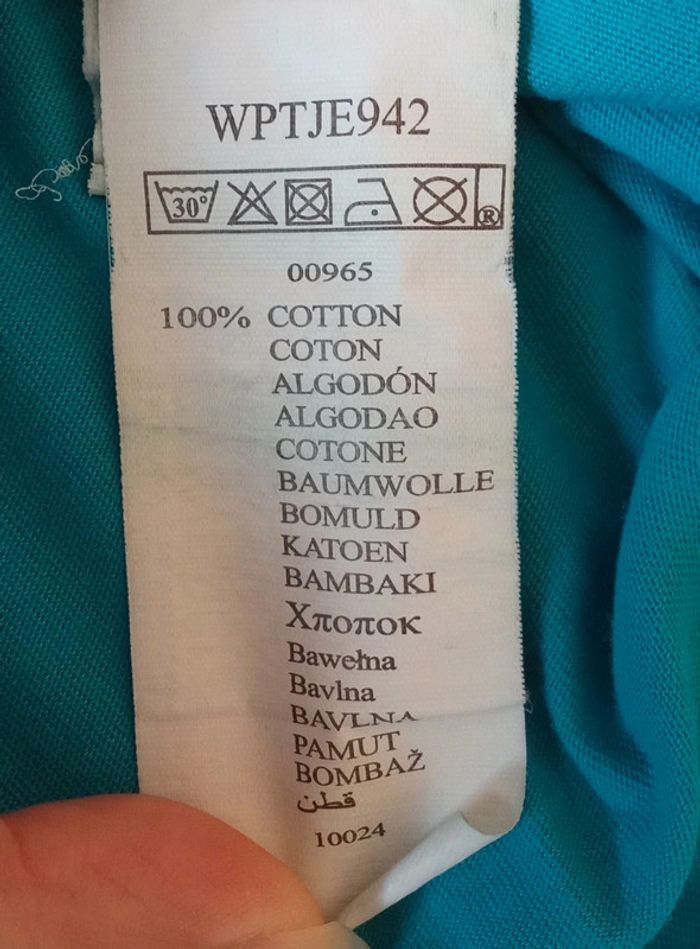 WPTJE942
30°
®
00965
100% COTTON
COTON
ALGODÓN
ALGODAO
COTONE
BAUMWOLLE
BOMULD
KATOEN
BAMBAKI
Хлопок
Bawełna
Bavlna
BAVLNA
PAMUT
BOMBAŽ
قطن
10024